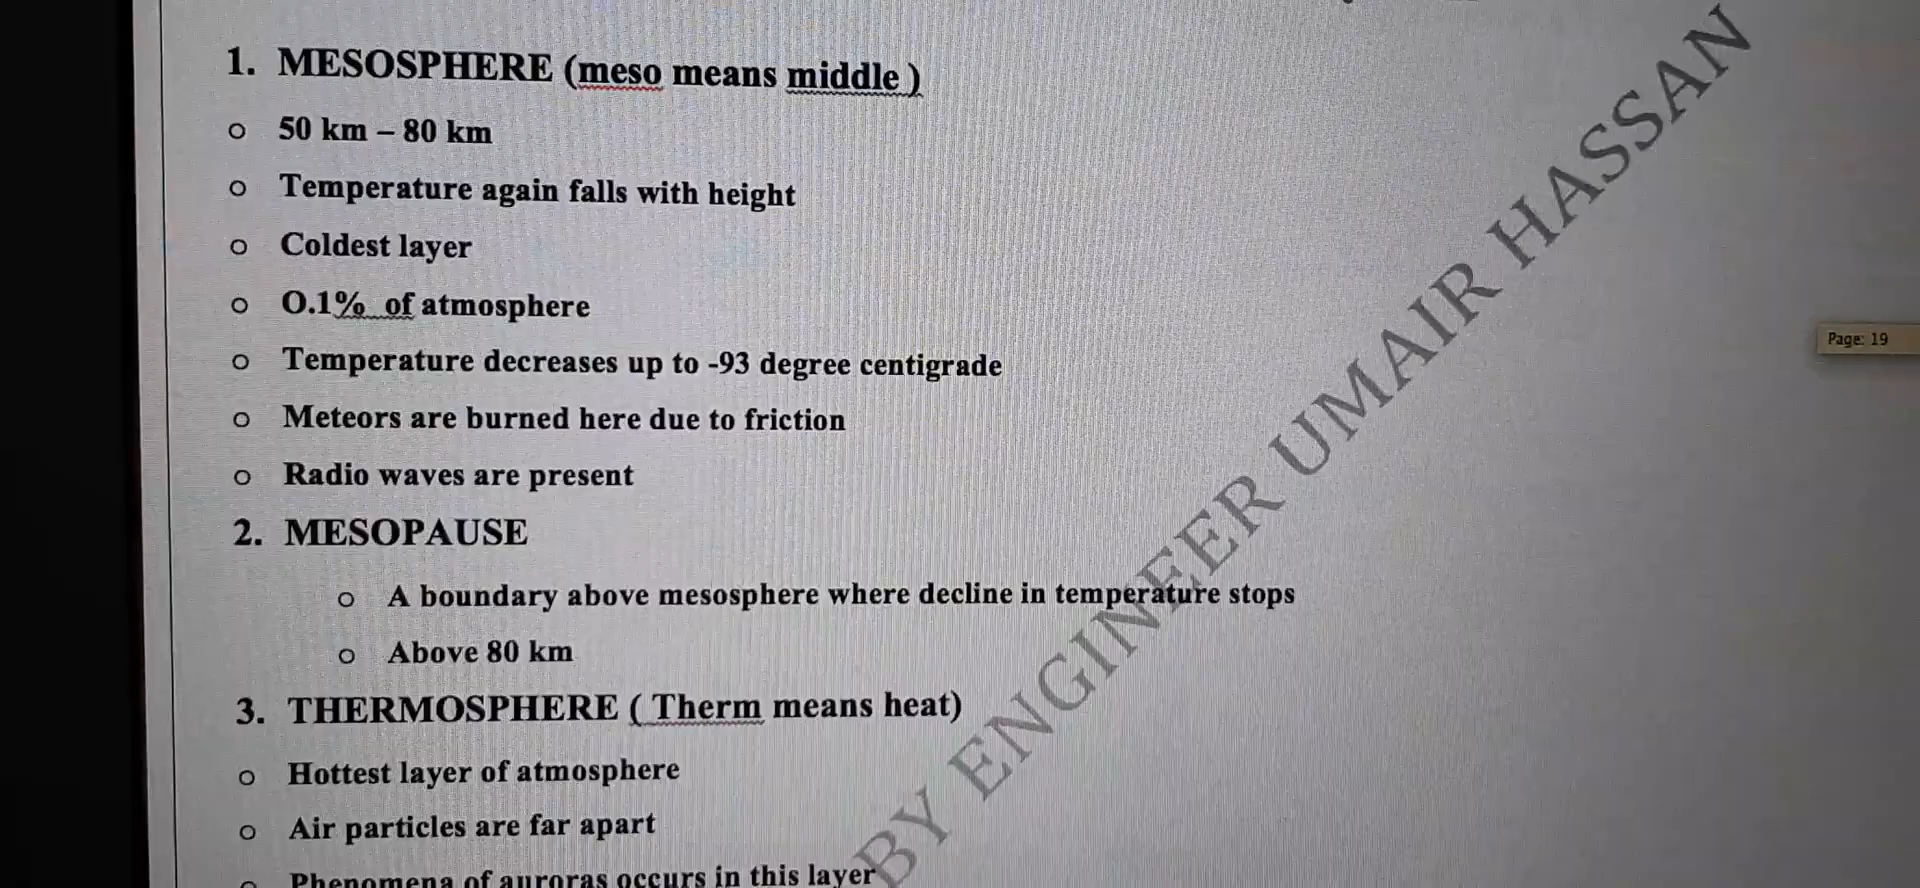 1. MESOSPHERE (meso means middle )
o 50 km – 80 km
o Temperature again falls with height
o Coldest layer
o O.1% of atmosphere
o Temperature decreases up to -93 degree centigrade
o Meteors are burned here due to friction
o Radio waves are present
2. MESOPAUSE
o A boundary above mesosphere where decline in temperature stops
o Above 80 km
3. THERMOSPHERE ( Therm means heat)
o Hottest layer of atmosphere
o Air particles are far apart
o Phenomena of auroras occurs in this layer
BY ENGINEER UMAIR HASSAN
Page: 19